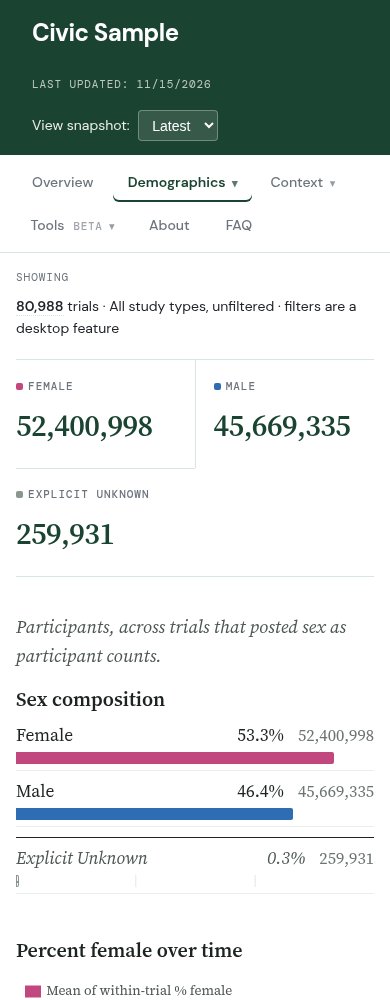 Civic Sample
LAST UPDATED: 11/15/2026
View snapshot: Latest
Overview Demographics ▾ Context ▾
Tools BETA ▾ About FAQ
SHOWING
80,988 trials · All study types, unfiltered · filters are a
desktop feature
FEMALE MALE
52,400,998 45,669,335
EXPLICIT UNKNOWN
259,931
Participants, across trials that posted sex as
participant counts.
Sex composition
Female 53.3% 52,400,998
Male 46.4% 45,669,335
Explicit Unknown 0.3% 259,931
Percent female over time
Mean of within-trial % female